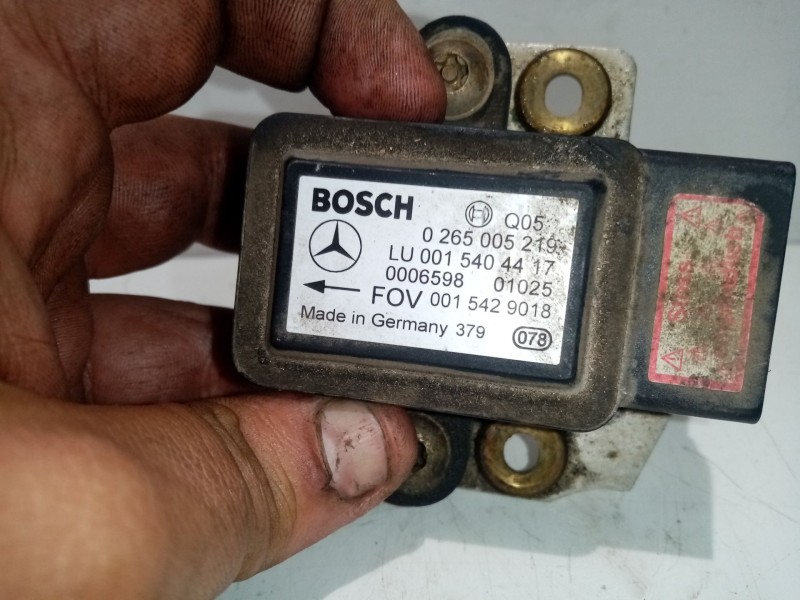 BOSCH
Q05
0 265 005 219
LU 001 540 44 17
0006598 01025
FOV 001 542 9018
Made in Germany 379
078